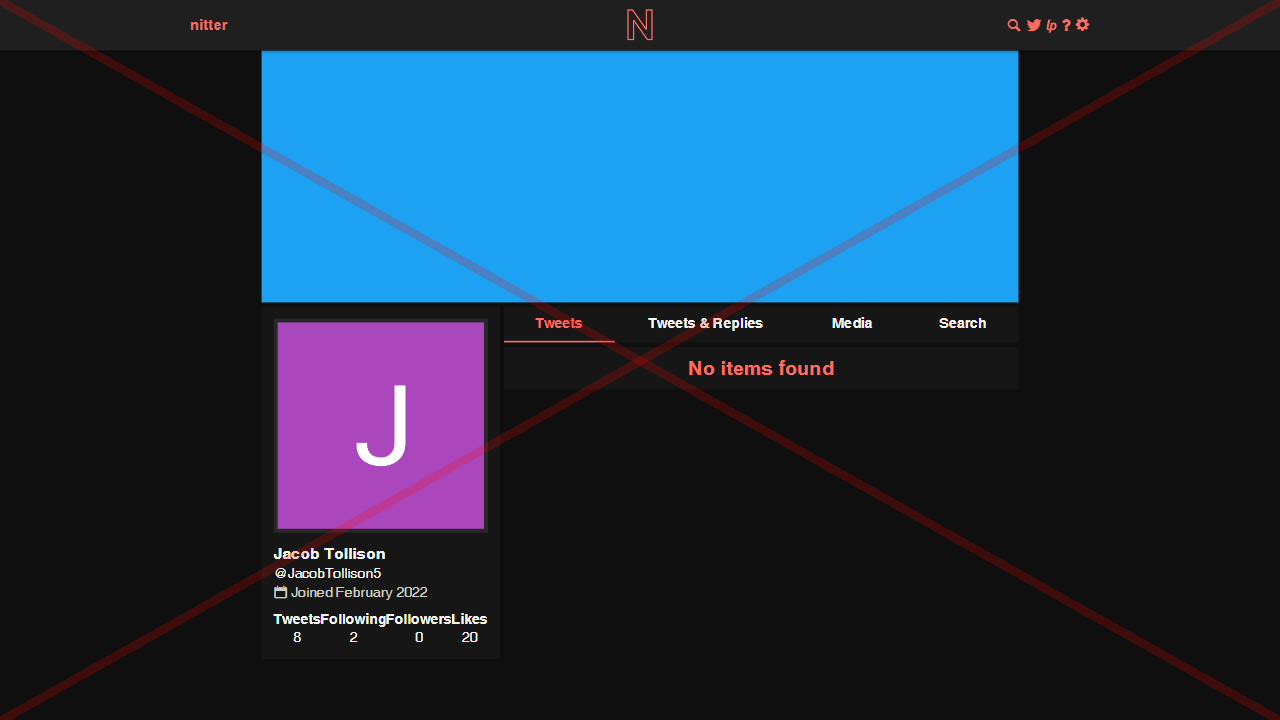 nitter
N
lp ?
Tweets Tweets & Replies Media Search
No items found
J
Jacob Tollison
@JacobTollison5
Joined February 2022
Tweets Following Followers Likes
8 2 0 20